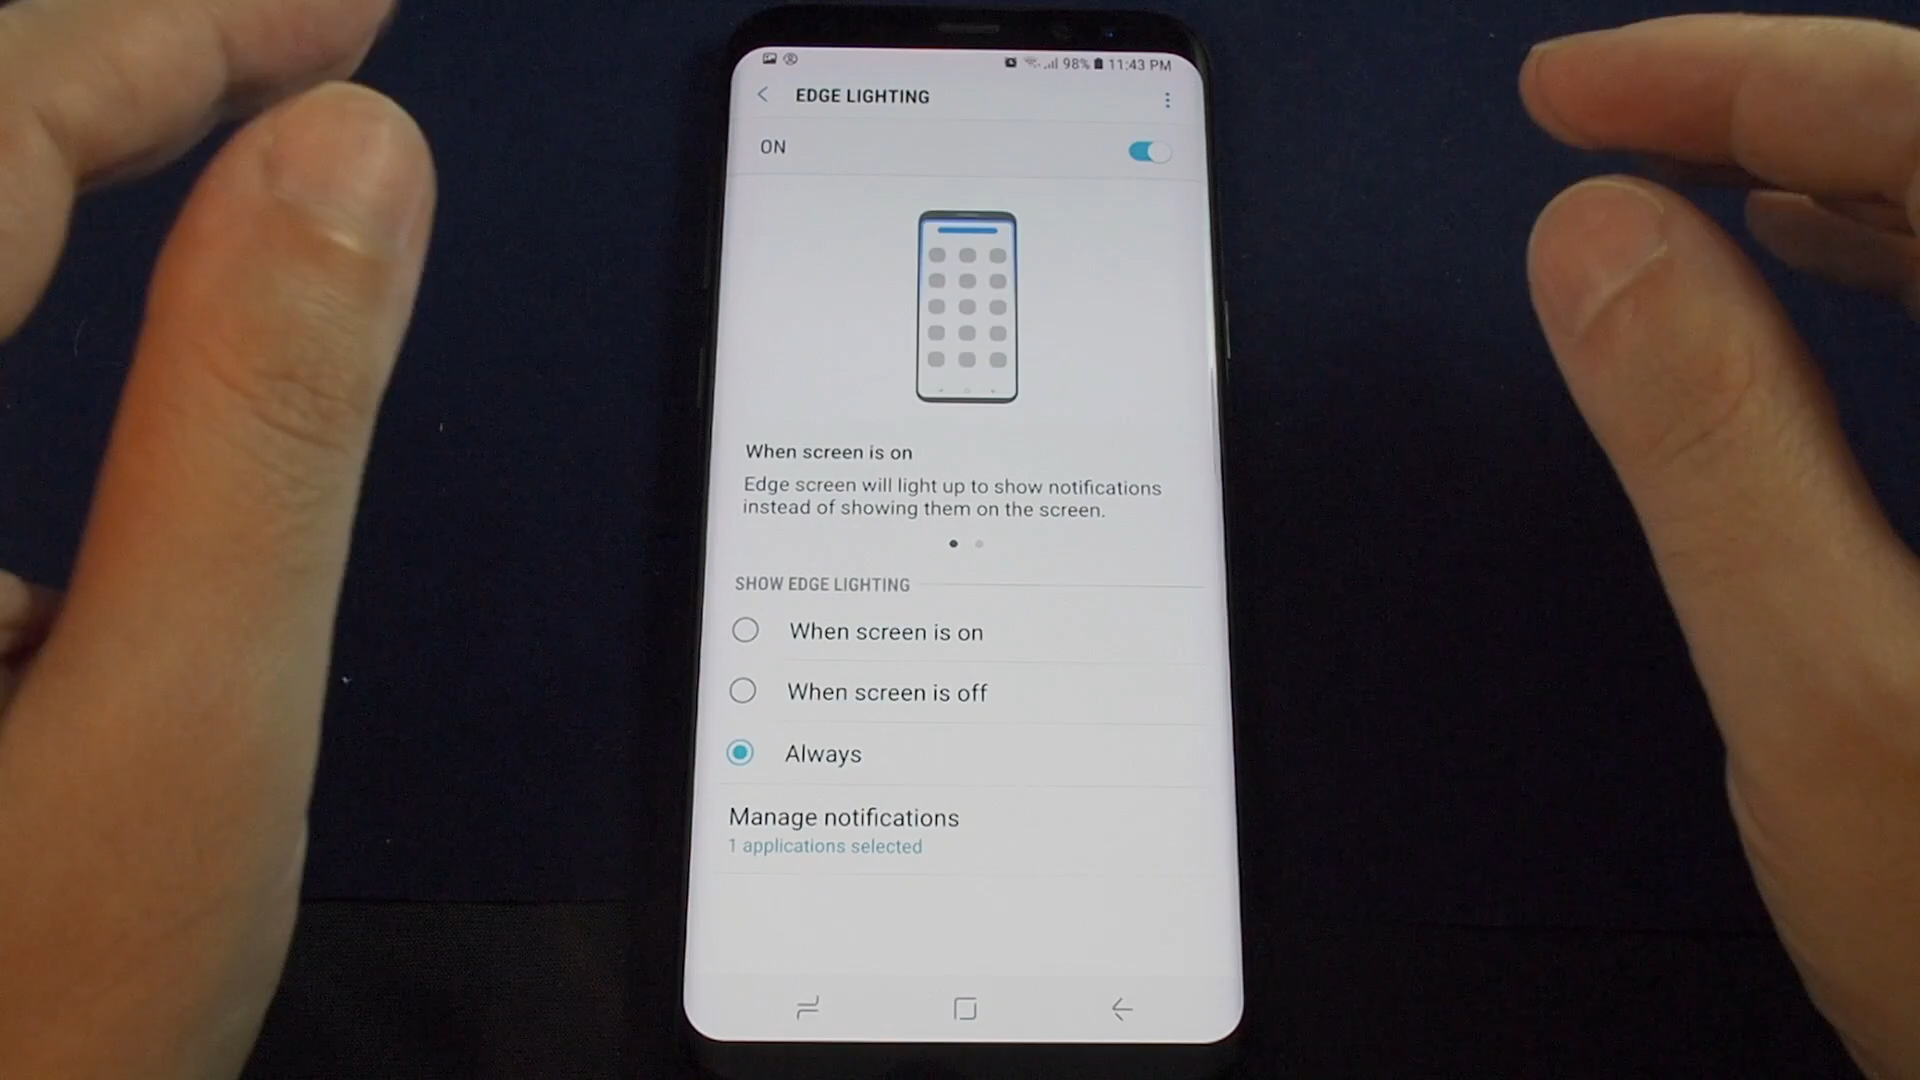 98% 11:43 PM
EDGE LIGHTING
ON
When screen is on
Edge screen will light up to show notifications
instead of showing them on the screen.
SHOW EDGE LIGHTING
When screen is on
When screen is off
Always
Manage notifications
1 applications selected